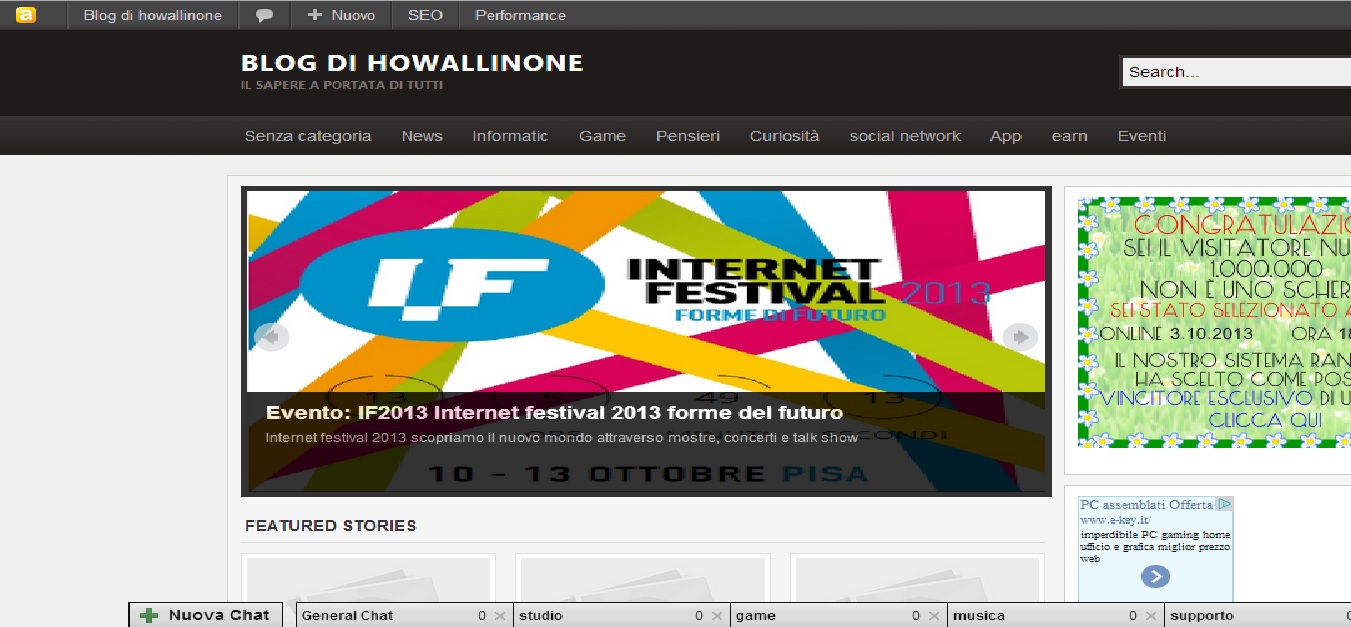 a
Blog di howallinone
Nuovo
SEO
Performance
BLOG DI HOWALLINONE
IL SAPERE A PORTATA DI TUTTI
Search...
Senza categoria
News
Informatic
Game
Pensieri
Curiosità
social network
App
earn
Eventi
IF
INTERNET
FESTIVAL 2013
FORME DI FUTURO
13 5 49 13
Evento: IF2013 Internet festival 2013 forme del futuro
ORE MINUTI SECONDI
Internet festival 2013 scopriamo il nuovo mondo attraverso mostre, concerti e talk show
10 - 13 OTTOBRE PISA
CONGRATULAZIO
SEI IL VISITATORE NU
1.000.000
NON È UNO SCHER
SEI STATO SELEZIONATO A
ONLINE 3.10.2013 ORA 18
IL NOSTRO SISTEMA RAN
HA SCELTO COME POS
VINCITORE ESCLUSIVO DI U
CLICCA QUI
PC assemblati Offerta
www.e-key.it/
imperdibile PC gaming home
ufficio e grafica miglior prezzo
web
FEATURED STORIES
Nuova Chat
General Chat 0
studio 0
game 0
musica 0
supporto